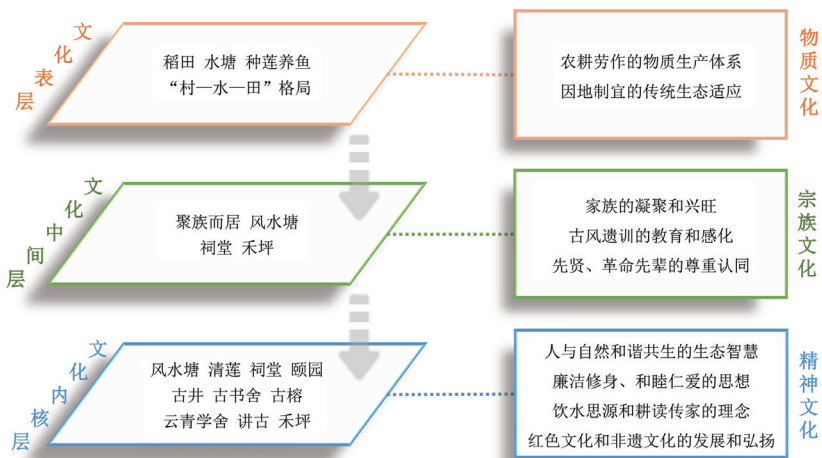 文化表层
稻田 水塘 种莲养鱼
“村—水—田”格局
农耕劳作的物质生产体系
因地制宜的传统生态适应
物质文化
文化中间层
聚族而居 风水塘
祠堂 禾坪
家族的凝聚和兴旺
古风遗训的教育和感化
先贤、革命先辈的尊重认同
宗族文化
文化内核层
风水塘 清莲 祠堂 颐园
古井 古书舍 古榕
云青学舍 讲古 禾坪
人与自然和谐共生的生态智慧
廉洁修身、和睦仁爱的思想
饮水思源和耕读传家的理念
红色文化和非遗文化的发展和弘扬
精神文化